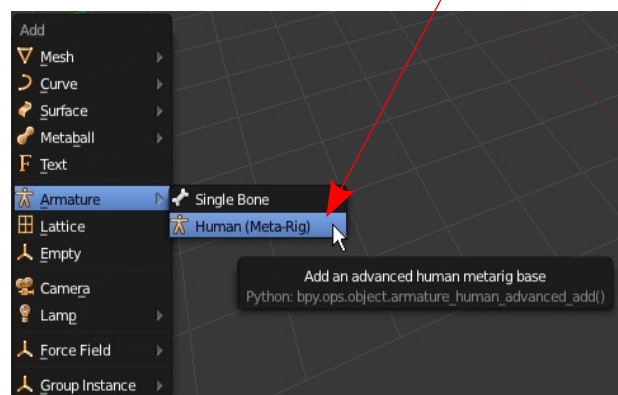 Add
Mesh
Curve
Surface
Metaball
Text
Armature
Single Bone
Lattice
Human (Meta-Rig)
Empty
Add an advanced human metarig base
Camera
Python: bpy.ops.object.armature_human_advanced_add()
Lamp
Force Field
Group Instance